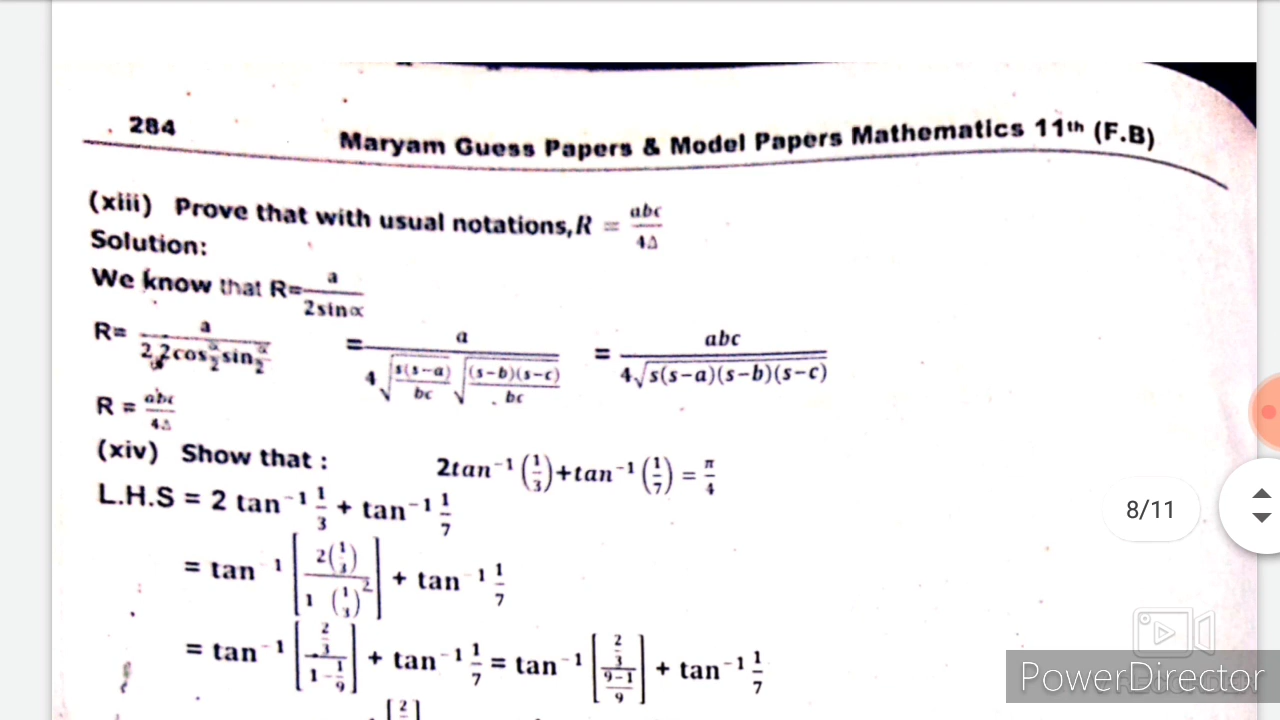 284
Maryam Guess Papers & Model Papers Mathematics 11th (F.B)
(xiii) Prove that with usual notations, R = abc/4Δ
Solution:
We know that R= a/2sin∝
R= a/2.2cos ∝/2 sin ∝/2 = a/4√(s(s−a)/bc) √((s−b)(s−c)/bc) = abc/4√s(s−a)(s−b)(s−c)
R = abc/4Δ
(xiv) Show that : 2tan⁻¹(1/3)+tan⁻¹(1/7) = π/4
L.H.S = 2 tan⁻¹ 1/3 + tan⁻¹ 1/7
= tan⁻¹[2(1/3)/1 (1/3)²] + tan⁻¹ 1/7
= tan⁻¹[2/3/1−1/9] + tan⁻¹ 1/7 = tan⁻¹[2/3/9−1/9] + tan⁻¹ 1/7
8/11
PowerDirector